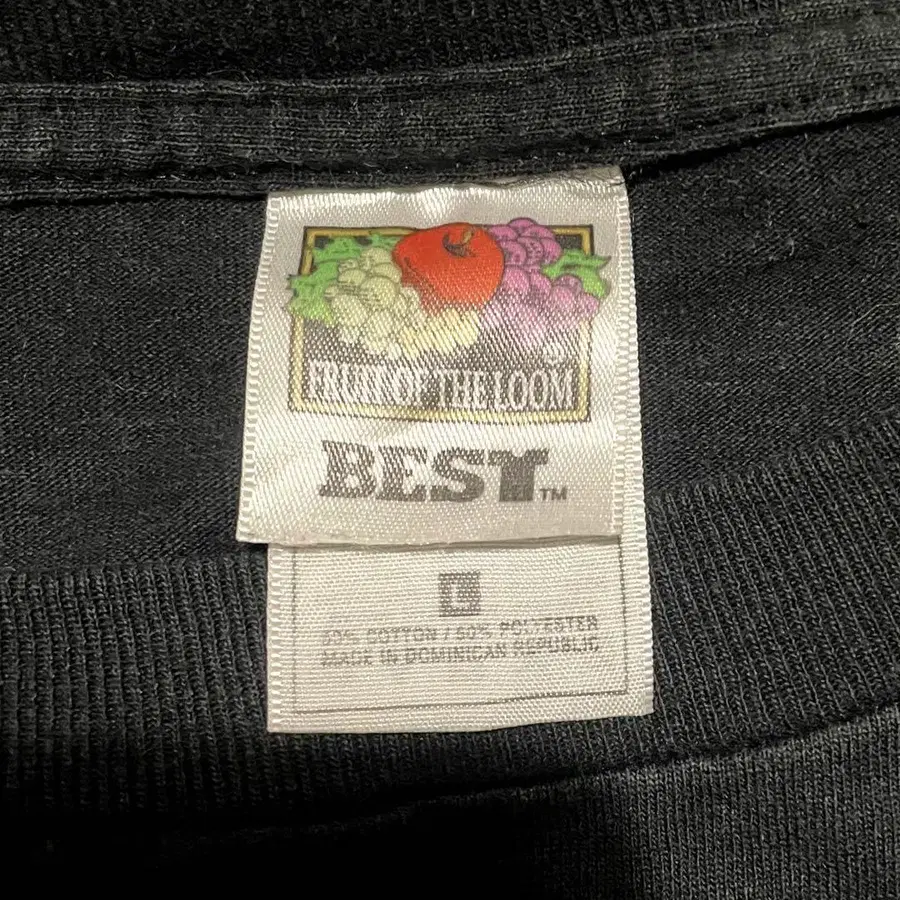 FRUIT OF THE LOOM ®
BEST™
L
50% COTTON / 50% POLYESTER
MADE IN DOMINICAN REPUBLIC